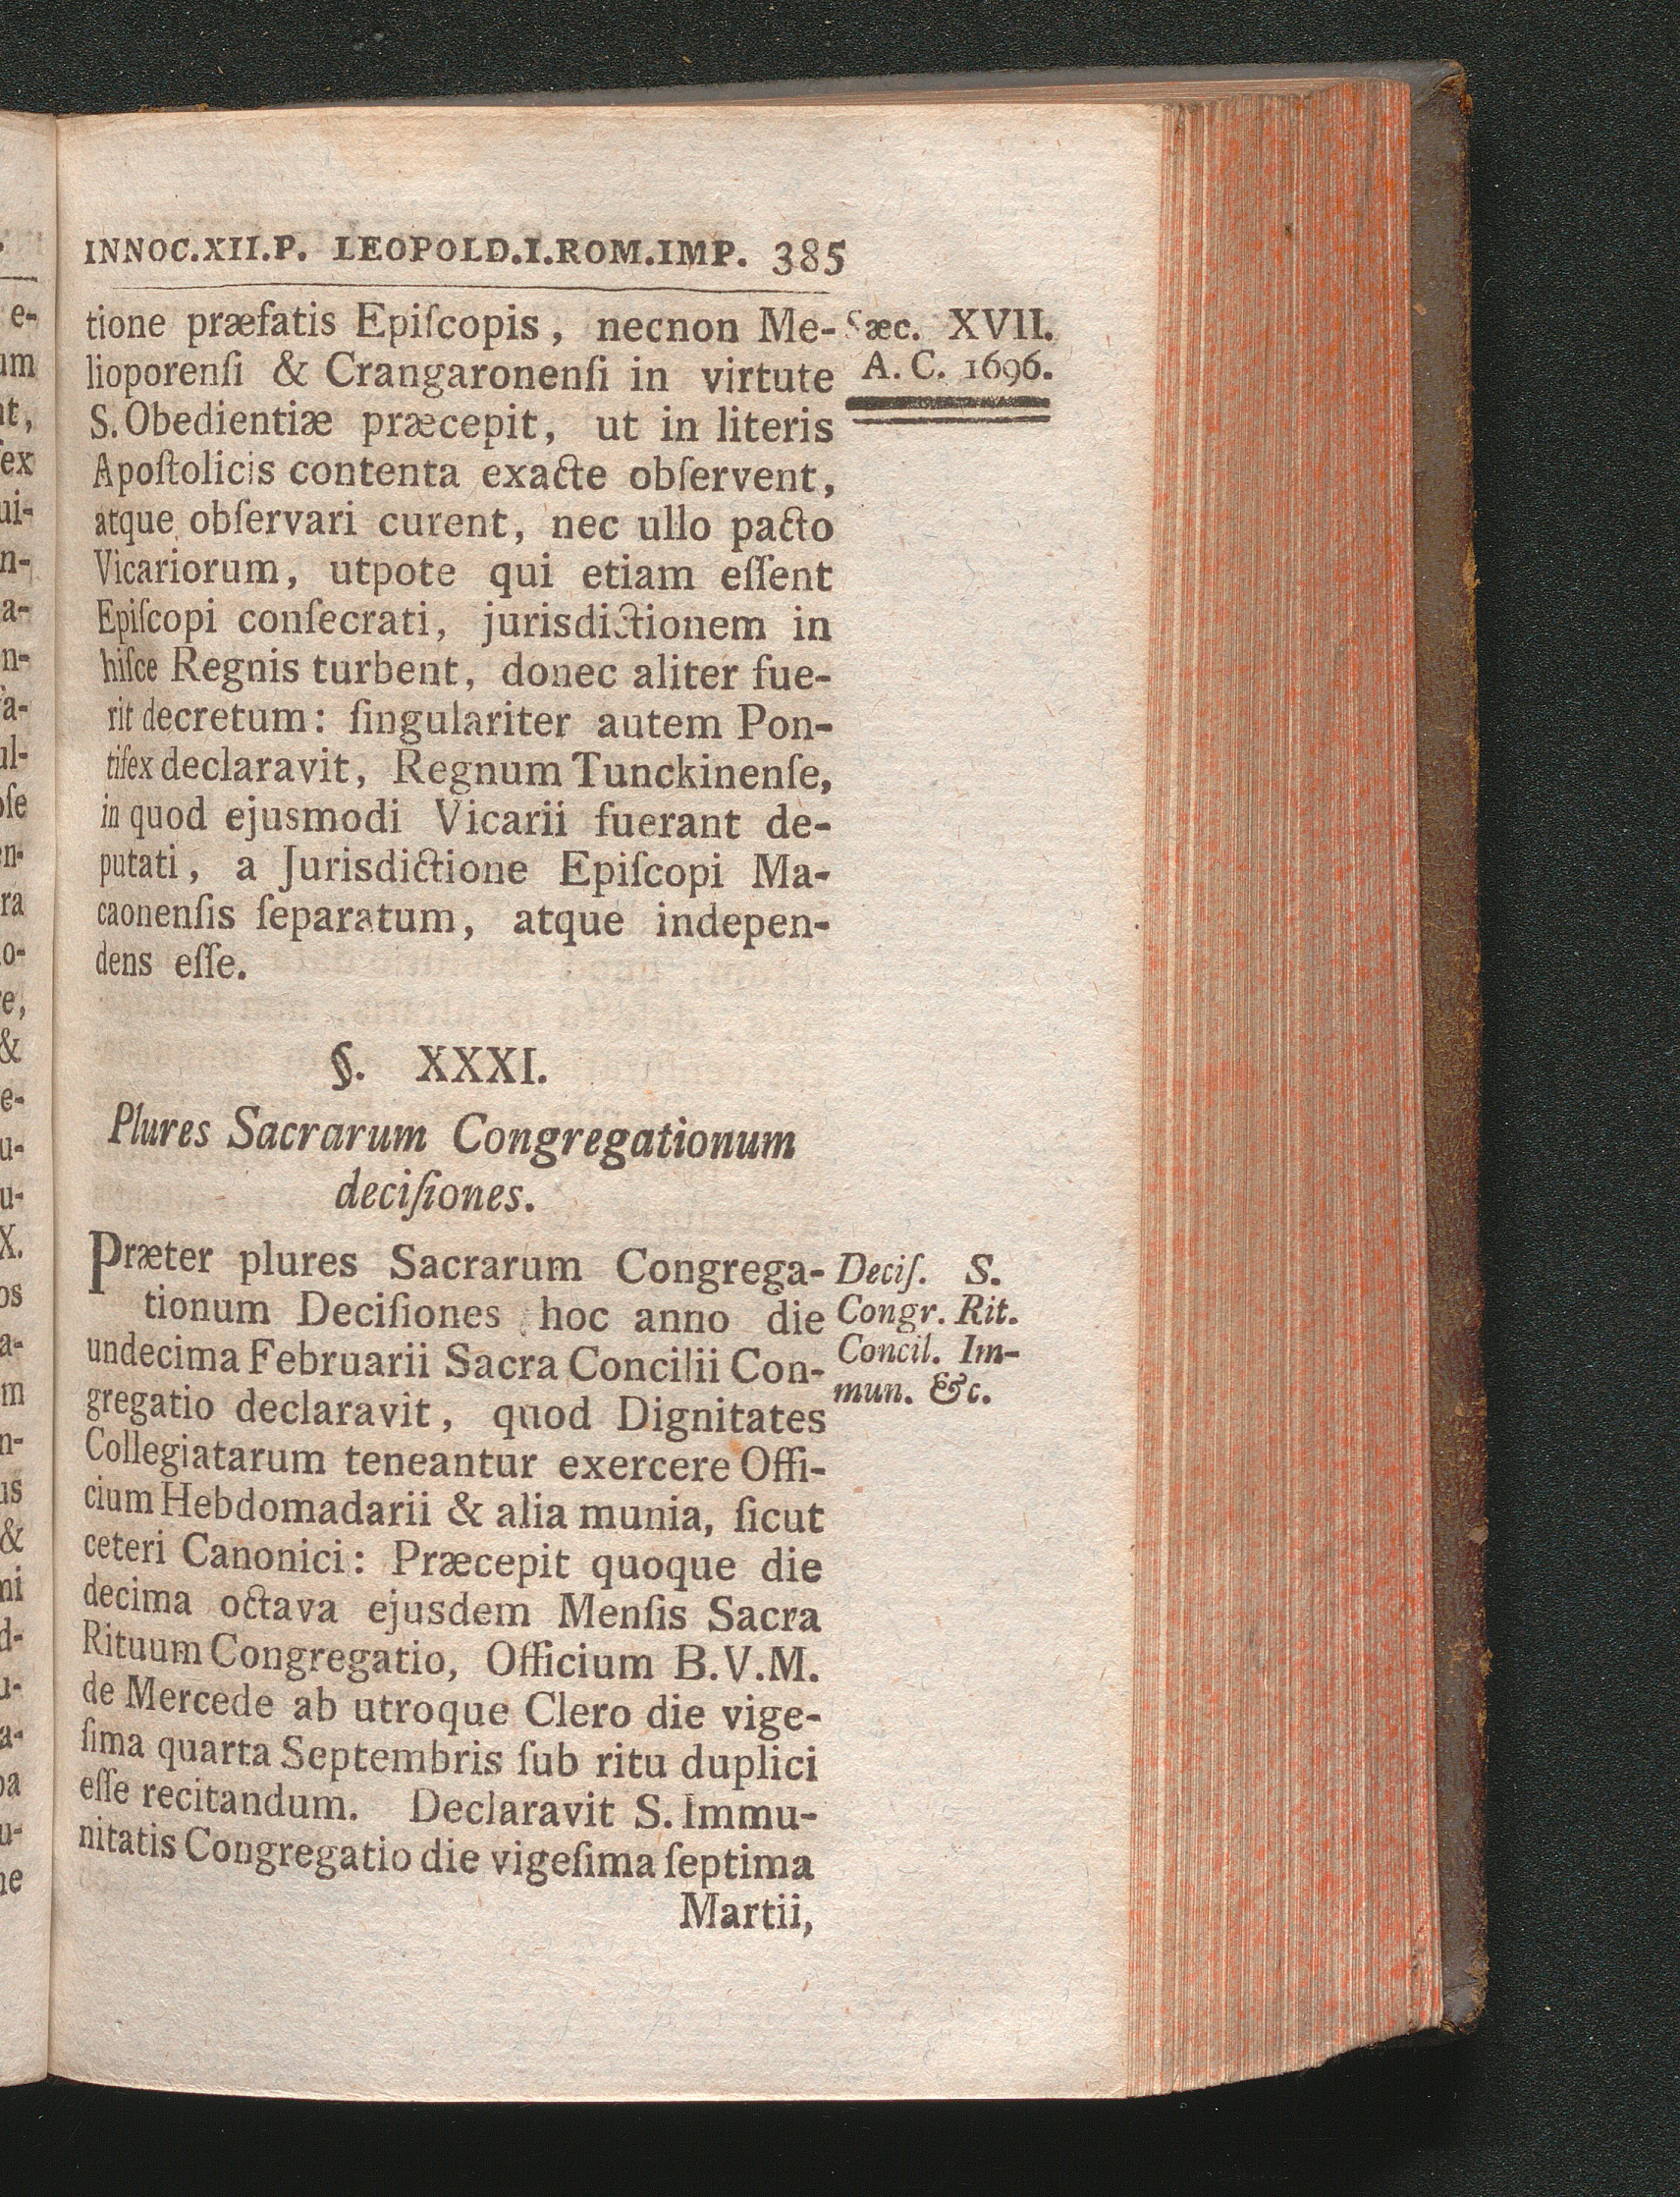 INNOC.XII.P. LEOPOLD.I.ROM.IMP. 385
tione præfatis Epiſcopis, necnon Me-
lioporenſi & Crangaronenſi in virtute
S. Obedientiæ præcepit, ut in literis
Apoſtolicis contenta exacte obſervent,
atque obſervari curent, nec ullo pacto
Vicariorum, utpote qui etiam eſſent
Epiſcopi conſecrati, jurisdictionem in
hiſce Regnis turbent, donec aliter fue-
rit decretum: ſingulariter autem Pon-
tifex declaravit, Regnum Tunckinenſe,
in quod ejusmodi Vicarii fuerant de-
putati, a Jurisdictione Epiſcopi Ma-
caonenſis ſeparatum, atque indepen-
dens eſſe.
Sæc. XVII.
A. C. 1696.
§. XXXI.
Plures Sacrarum Congregationum
deciſiones.
Præter plures Sacrarum Congrega-
tionum Deciſiones hoc anno die
undecima Februarii Sacra Concilii Con-
gregatio declaravit, quod Dignitates
Collegiatarum teneantur exercere Offi-
cium Hebdomadarii & alia munia, ſicut
ceteri Canonici: Præcepit quoque die
decima octava ejusdem Menſis Sacra
Rituum Congregatio, Officium B.V.M.
de Mercede ab utroque Clero die vige-
ſima quarta Septembris ſub ritu duplici
eſſe recitandum. Declaravit S. Immu-
nitatis Congregatio die vigeſima ſeptima
Martii,
Deciſ. S.
Congr. Rit.
Concil. Im-
mun. &c.